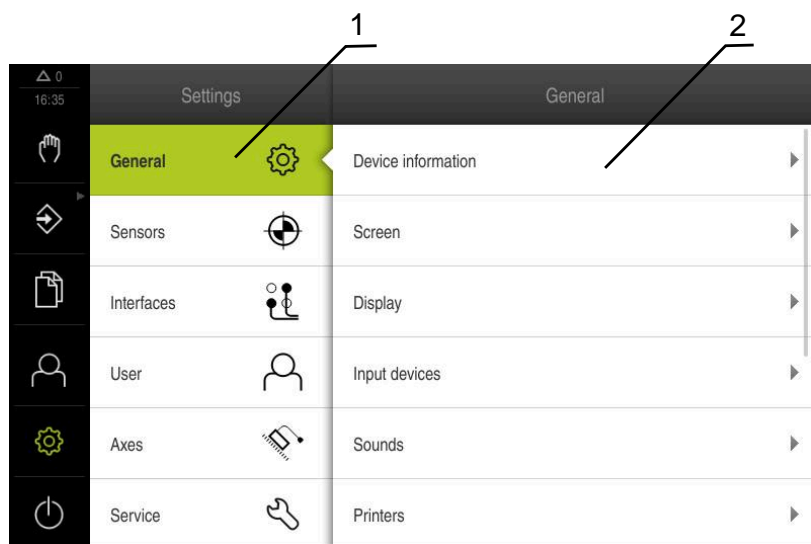 1
2
0
16:35
Settings
General
General
Device information
Sensors
Screen
Interfaces
Display
User
Input devices
Axes
Sounds
Service
Printers